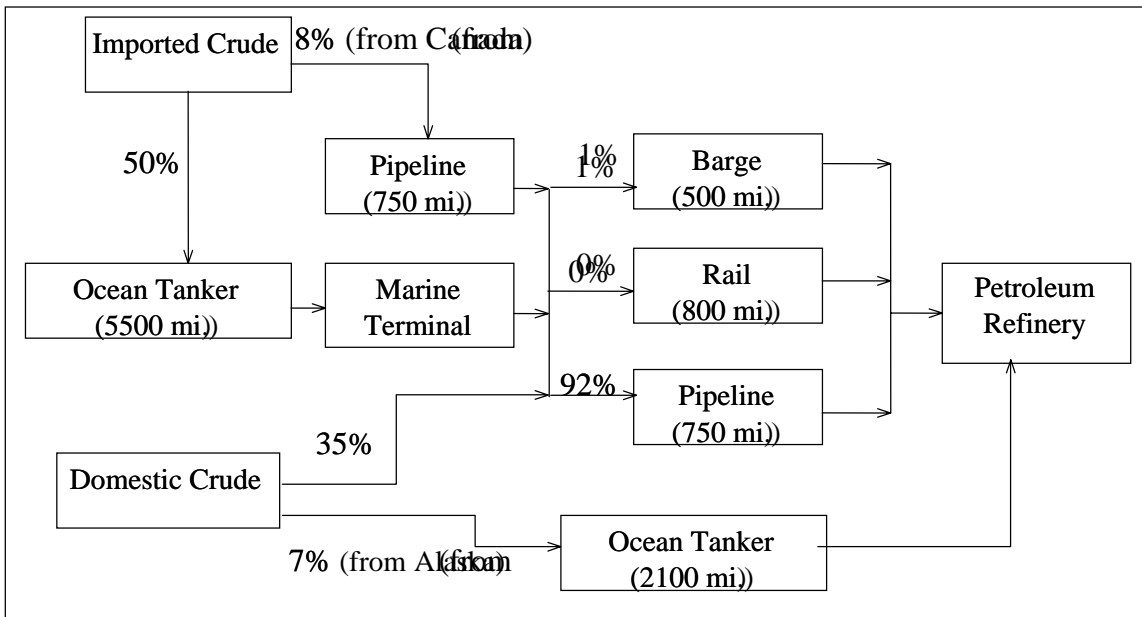 Imported Crude
8% (from Canada)
50%
Pipeline
(750 mi.)
1%
Barge
(500 mi.)
Ocean Tanker
(5500 mi.)
Marine
Terminal
0%
Rail
(800 mi.)
Petroleum
Refinery
92%
Pipeline
(750 mi.)
35%
Domestic Crude
7% (from Alaska)
Ocean Tanker
(2100 mi.)